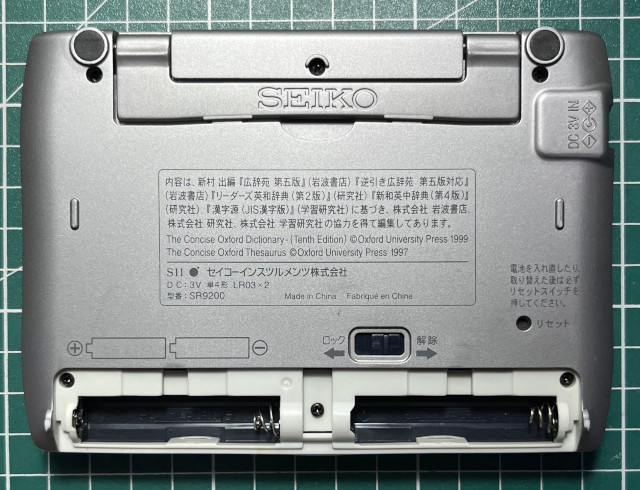 SEIKO
DC 3V IN
内容は、新村 出編『広辞苑 第五版』(岩波書店)『逆引き広辞苑 第五版対応』
(岩波書店)『リーダーズ英和辞典(第2版)』(研究社)『新和英中辞典(第4版)』
(研究社)『漢字源(JIS漢字版)』(学習研究社)に基づき、株式会社 岩波書店、
株式会社 研究社、株式会社 学習研究社の協力を得て編集してあります。
The Concise Oxford Dictionary-(Tenth Edition) ©Oxford University Press 1999
The Concise Oxford Thesaurus ©Oxford University Press 1997
SII セイコーインスツルメンツ株式会社
DC:3V 単4形 LR03×2
型番:SR9200 Made in China Fabriqué en Chine
電池を入れ直したり、
取り替えた後は必ず
リセットスイッチを
押してください。
リセット
ロック 解除